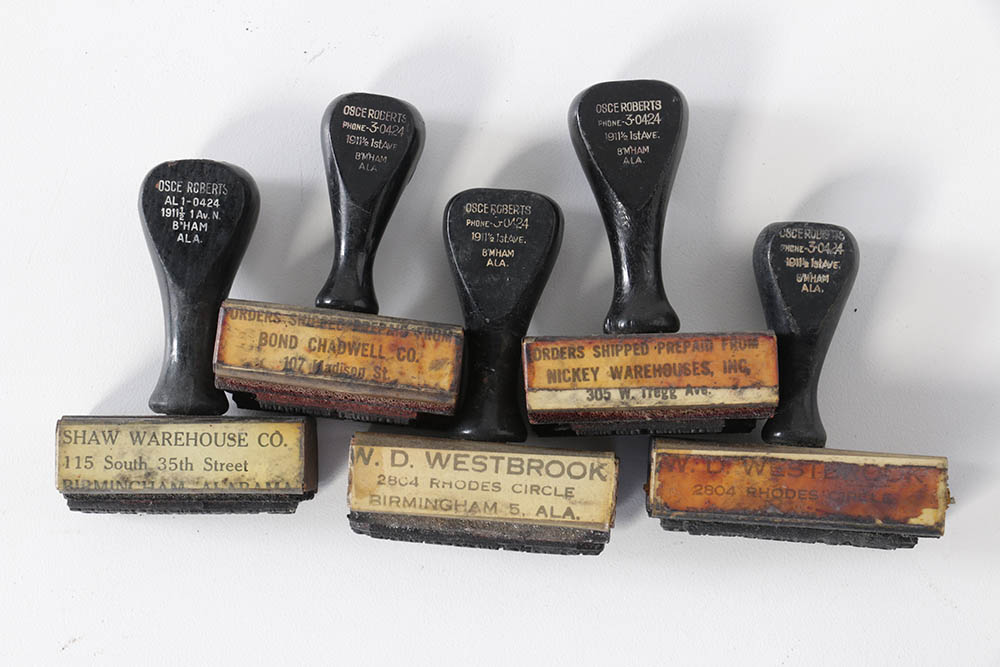 OSCE ROBERTS
AL 1-0424
1911½ 1 Av. N.
B'HAM
ALA.
SHAW WAREHOUSE CO.
115 South 35th Street
BIRMINGHAM, ALABAMA
OSCE ROBERTS
PHONE-3-0424
1911½ 1st AVE.
B'M'HAM
ALA.
ORDERS SHIPPED PREPAID FROM
BOND CHADWELL CO.
107 Madison St.
OSCE ROBERTS
PHONE-3-0424
1911½ 1st AVE.
B'M'HAM
ALA.
W. D. WESTBROOK
2804 RHODES CIRCLE
BIRMINGHAM 5, ALA.
OSCE ROBERTS
PHONE-3-0424
1911½ 1st AVE.
B'M'HAM
ALA.
ORDERS SHIPPED PREPAID FROM
NICKEY WAREHOUSES, INC,
305 W. Tregg Ave.
OSCE ROBERTS
PHONE-3-0424
1911½ 1st AVE.
B'M'HAM
ALA.
W. D. WESTBROOK
2804 RHODES CIRCLE